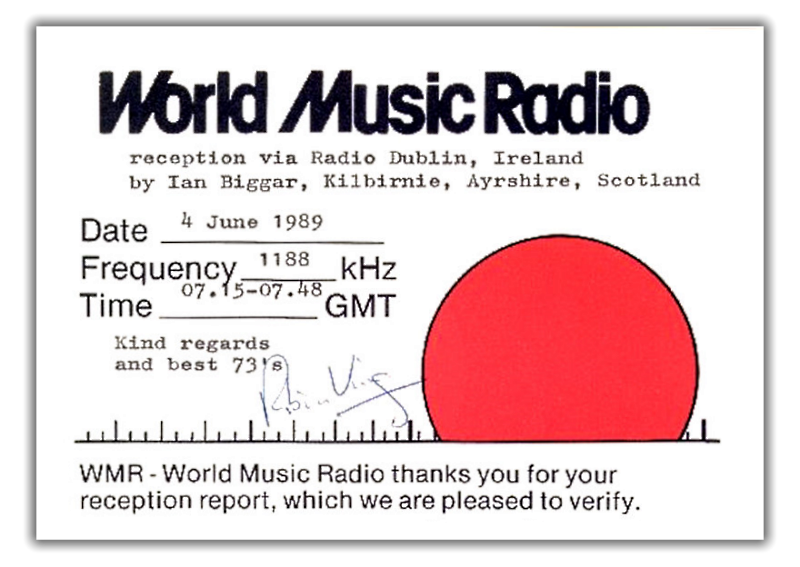 World Music Radio
reception via Radio Dublin, Ireland
by Ian Biggar, Kilbirnie, Ayrshire, Scotland
Date 4 June 1989
Frequency 1188 kHz
Time 07.15-07.48 GMT
Kind regards
and best 73's
WMR - World Music Radio thanks you for your
reception report, which we are pleased to verify.